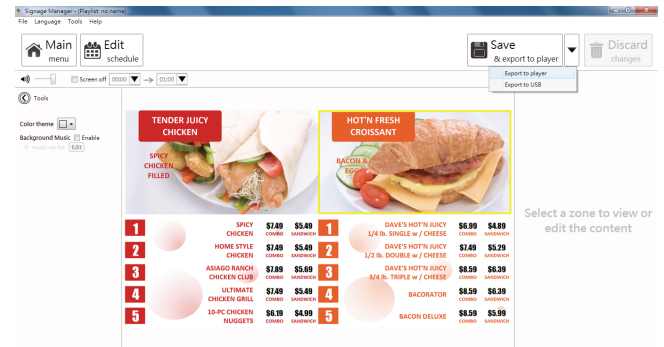 Signage Manager - (Playlist: no name)
File Language Tools Help
Main menu
Edit schedule
Save & export to player
Discard changes
Export to player
Export to USB
Screen off 00:00 --> 01:00
Tools
Color theme
Background Music Enable
Edit
TENDER JUICY
CHICKEN
SPICY
CHICKEN
FILLED
HOT'N FRESH
CROISSANT
BACON &
EGG
1 SPICY CHICKEN $7.49 COMBO $5.49 SANDWICH
2 HOME STYLE CHICKEN $7.49 COMBO $5.49 SANDWICH
3 ASIAGO RANCH CHICKEN CLUB $7.89 COMBO $5.69 SANDWICH
4 ULTIMATE CHICKEN GRILL $7.49 COMBO $5.49 SANDWICH
5 10-PC CHICKEN NUGGETS $6.19 COMBO $4.99 SANDWICH
1 DAVE'S HOT'N JUICY 1/4 lb. SINGLE w / CHEESE $6.99 COMBO $4.89 SANDWICH
2 DAVE'S HOT'N JUICY 1/2 lb. DOUBLE w / CHEESE $7.49 COMBO $5.29 SANDWICH
3 DAVE'S HOT'N JUICY 3/4 lb. TRIPLE w / CHEESE $8.59 COMBO $6.39 SANDWICH
4 BACORATOR $8.59 COMBO $6.39 SANDWICH
5 BACON DELUXE $8.59 COMBO $5.99 SANDWICH
Select a zone to view or
edit the content